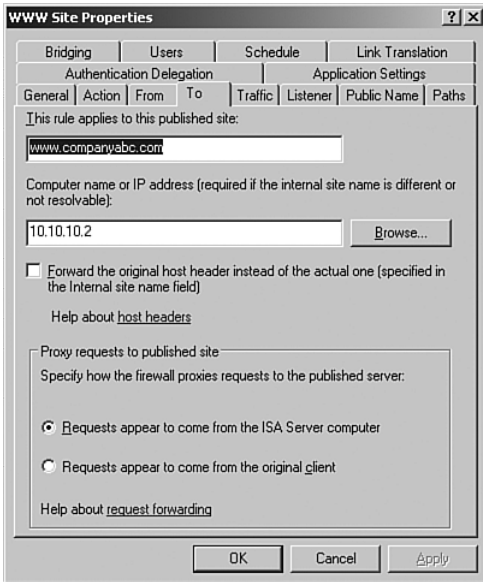 WWW Site Properties
Bridging Users Schedule Link Translation
Authentication Delegation Application Settings
General Action From To Traffic Listener Public Name Paths
This rule applies to this published site:
www.companyabc.com
Computer name or IP address (required if the internal site name is different or
not resolvable):
10.10.10.2
Browse...
Forward the original host header instead of the actual one (specified in
the Internal site name field)
Help about host headers
Proxy requests to published site
Specify how the firewall proxies requests to the published server:
Requests appear to come from the ISA Server computer
Requests appear to come from the original client
Help about request forwarding
OK Cancel Apply